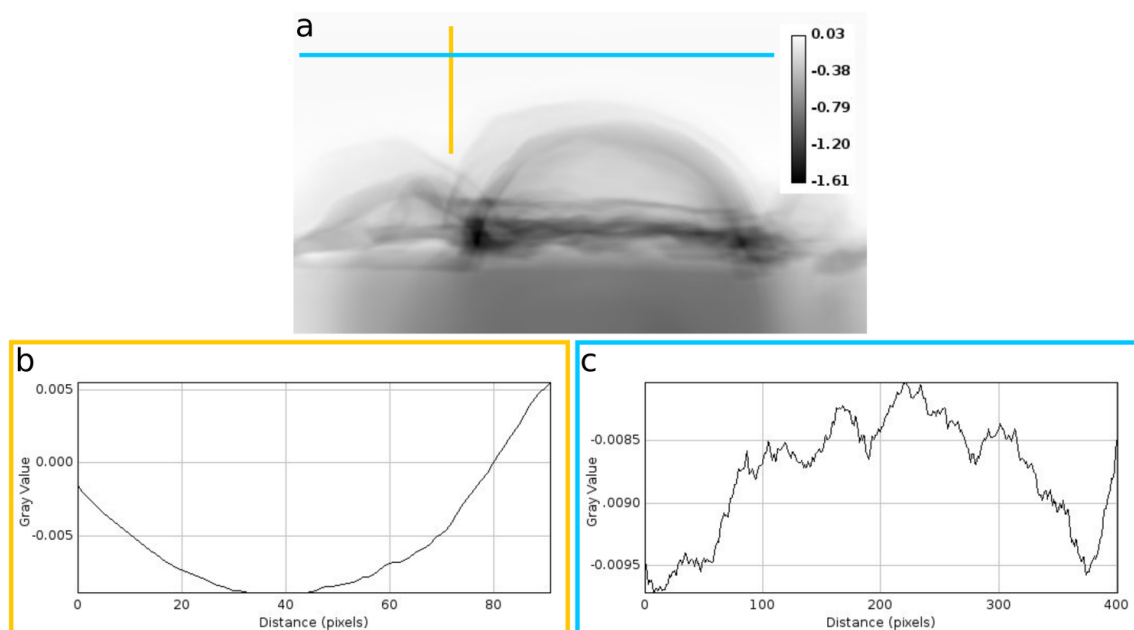 a
0.03
-0.38
-0.79
-1.20
-1.61
b
0.005
0.000
-0.005
Gray Value
0 20 40 60 80
Distance (pixels)
c
-0.0085
-0.0090
-0.0095
Gray Value
0 100 200 300 400
Distance (pixels)